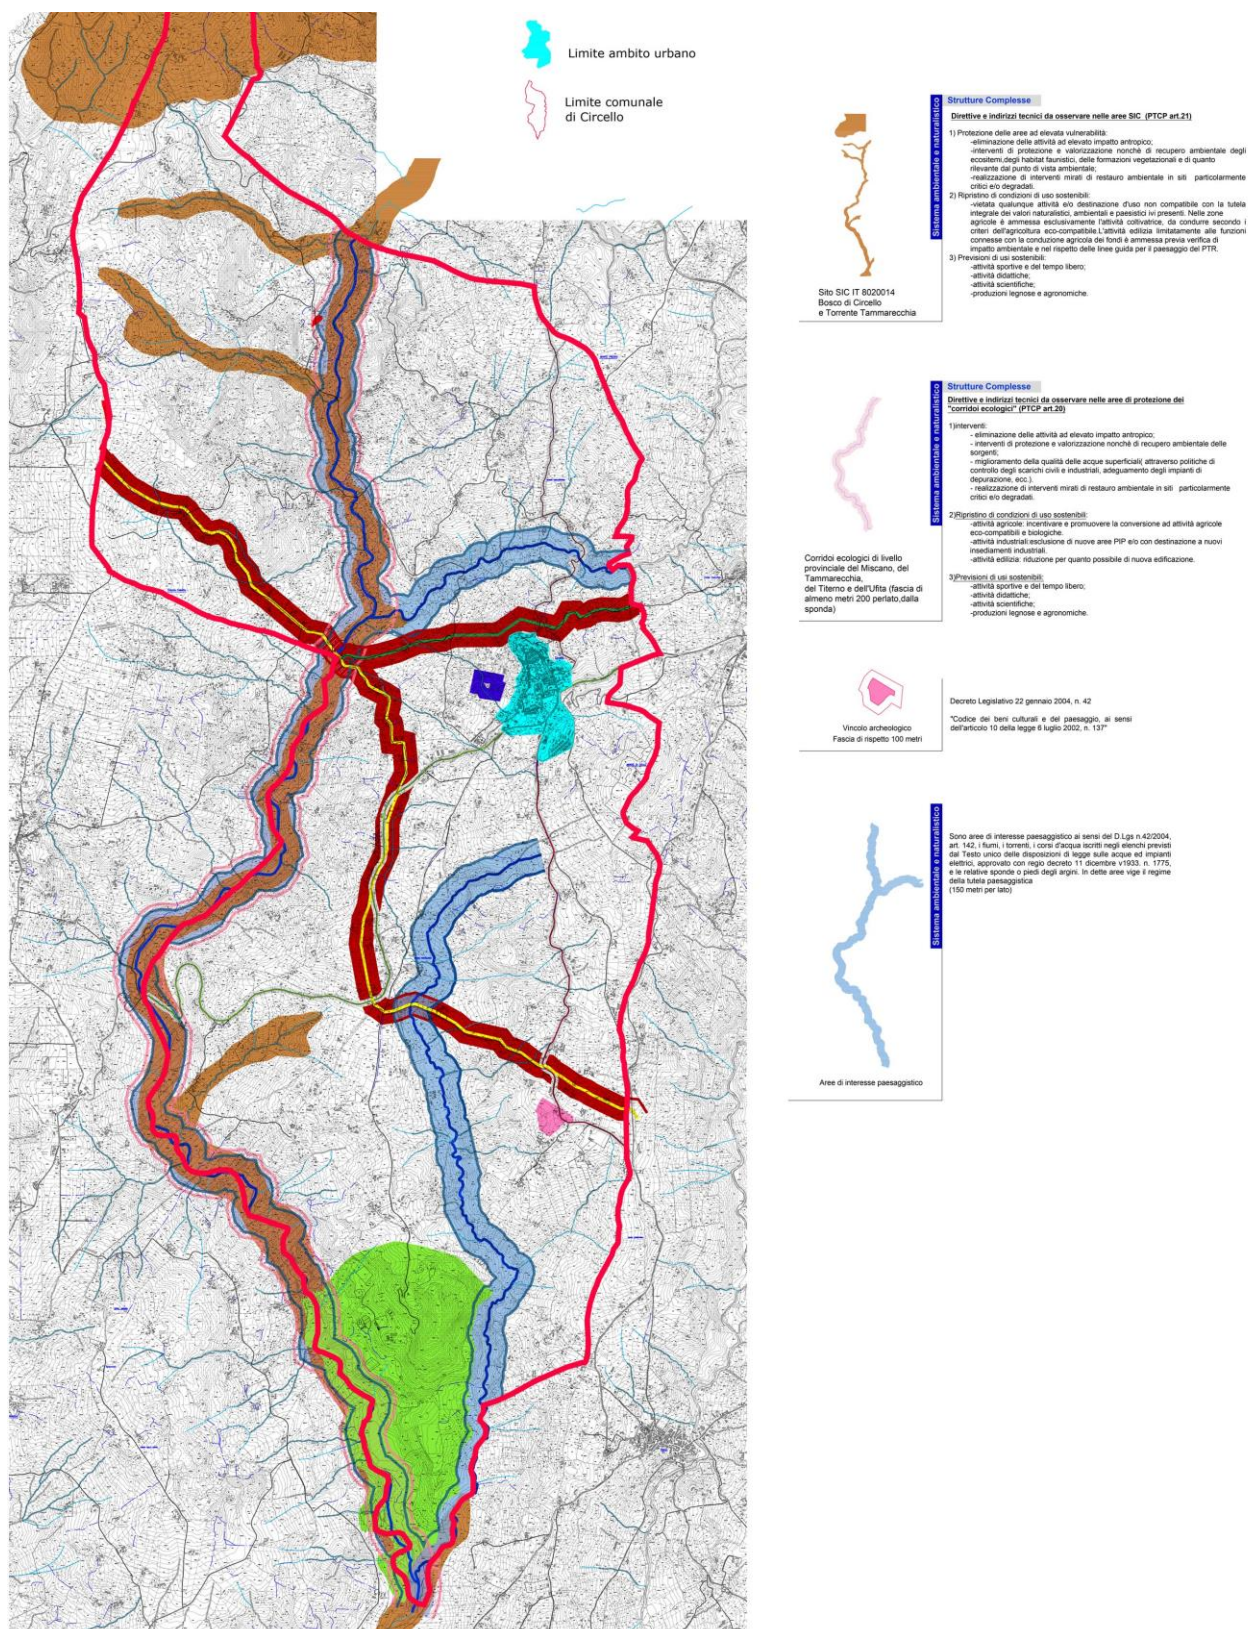 Limite ambito urbano
Limite comunale
di Circello
Sistema ambientale e naturalistico
Strutture Complesse
Direttive e indirizzi tecnici da osservare nelle aree SIC (PTCP art.21)
1) Protezione delle aree ad elevata vulnerabilità:
-eliminazione delle attività ad elevato impatto antropico;
-interventi di protezione e valorizzazione nonchè di recupero ambientale degli
ecositemi,degli habitat faunistici, delle formazioni vegetazionali e di quanto
rilevante dal punto di vista ambientale;
-realizzazione di interventi mirati di restauro ambientale in siti particolarmente
critici e/o degradati.
2) Ripristino di condizioni di uso sostenibili:
-vietata qualunque attività e/o destinazione d'uso non compatibile con la tutela
integrale dei valori naturalistici, ambientali e paesistici ivi presenti. Nelle zone
agricole è ammessa esclusivamente l'attività coltivatrice, da condurre secondo i
criteri dell'agricoltura eco-compatibile.L'attività edilizia limitatamente alle funzioni
connesse con la conduzione agricola dei fondi è ammessa previa verifica di
impatto ambientale e nel rispetto delle linee guida per il paesaggio del PTR.
3) Previsioni di usi sostenibili:
-attività sportive e del tempo libero;
-attività didattiche;
-attività scientifiche;
-produzioni legnose e agronomiche.
Sito SIC IT 8020014
Bosco di Circello
e Torrente Tammarecchia
Sistema ambientale e naturalistico
Strutture Complesse
Direttive e indirizzi tecnici da osservare nelle aree di protezione dei
"corridoi ecologici" (PTCP art.20)
1)interventi:
- eliminazione delle attività ad elevato impatto antropico;
- interventi di protezione e valorizzazione nonchè di recupero ambientale delle
sorgenti;
- miglioramento della qualità delle acque superficiali( attraverso politiche di
controllo degli scarichi civili e industriali, adeguamento degli impianti di
depurazione, ecc.).
- realizzazione di interventi mirati di restauro ambientale in siti particolarmente
critici e/o degradati.
2)Ripristino di condizioni di uso sostenibili:
-attività agricole: incentivare e promuovere la conversione ad attività agricole
eco-compatibili e biologiche.
-attività industriali:esclusione di nuove aree PIP e/o con destinazione a nuovi
insediamenti industriali.
-attività edilizia: riduzione per quanto possibile di nuova edificazione.
3)Previsioni di usi sostenibili:
-attività sportive e del tempo libero;
-attività didattiche;
-attività scientifiche;
-produzioni legnose e agronomiche.
Corridoi ecologici di livello
provinciale del Miscano, del
Tammarecchia,
del Titerno e dell'Ufita (fascia di
almeno metri 200 perlato,dalla
sponda)
Vincolo archeologico
Fascia di rispetto 100 metri
Decreto Legislativo 22 gennaio 2004, n. 42
"Codice dei beni culturali e del paesaggio, ai sensi
dell'articolo 10 della legge 6 luglio 2002, n. 137"
Sistema ambientale e naturalistico
Sono aree di interesse paesaggistico ai sensi del D.Lgs n.42/2004,
art. 142, i fiumi, i torrenti, i corsi d'acqua iscritti negli elenchi previsti
dal Testo unico delle disposizioni di legge sulle acque ed impianti
elettrici, approvato con regio decreto 11 dicembre v1933. n. 1775,
e le relative sponde o piedi degli argini. In dette aree vige il regime
della tutela paesaggistica
(150 metri per lato)
Aree di interesse paesaggistico